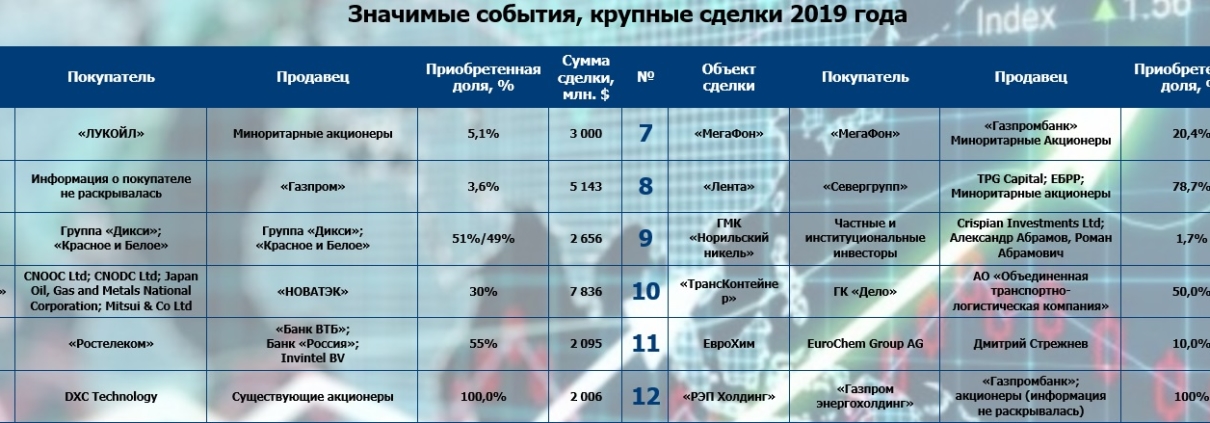 Значимые события, крупные сделки 2019 года
Index ▲1.56
Покупатель Продавец Приобретенная доля, % Сумма сделки, млн. $ № Объект сделки Покупатель Продавец доля,
«ЛУКОЙЛ» Миноритарные акционеры 5,1% 3 000 7 «МегаФон» «МегаФон» «Газпромбанк» Миноритарные Акционеры 20,4%
Информация о покупателе не раскрывалась «Газпром» 3,6% 5 143 8 «Лента» «Севергрупп» TPG Capital; ЕБРР; Миноритарные акционеры 78,7%
Группа «Дикси»; «Красное и Белое» Группа «Дикси»; «Красное и Белое» 51%/49% 2 656 9 ГМК «Норильский никель» Частные и институциональные инвесторы Crispian Investments Ltd; Александр Абрамов, Роман Абрамович 1,7%
» CNOOC Ltd; CNODC Ltd; Japan Oil, Gas and Metals National Corporation; Mitsui & Co Ltd «НОВАТЭК» 30% 7 836 10 «ТрансКонтейне р» ГК «Дело» АО «Объединенная транспортно- логистическая компания» 50,0%
«Ростелеком» «Банк ВТБ»; Банк «Россия»; Invintel BV 55% 2 095 11 ЕвроХим EuroChem Group AG Дмитрий Стрежнев 10,0%
DXC Technology Существующие акционеры 100,0% 2 006 12 «РЭП Холдинг» «Газпром энергохолдинг» «Газпромбанк»; акционеры (информация не раскрывалась) 100%